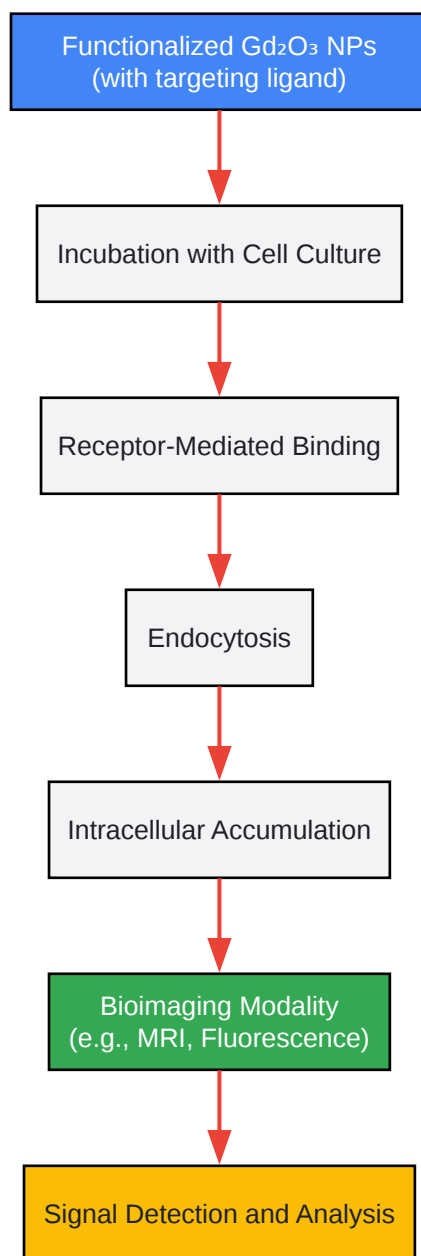 Functionalized Gd₂O₃ NPs
(with targeting ligand)
Incubation with Cell Culture
Receptor-Mediated Binding
Endocytosis
Intracellular Accumulation
Bioimaging Modality
(e.g., MRI, Fluorescence)
Signal Detection and Analysis